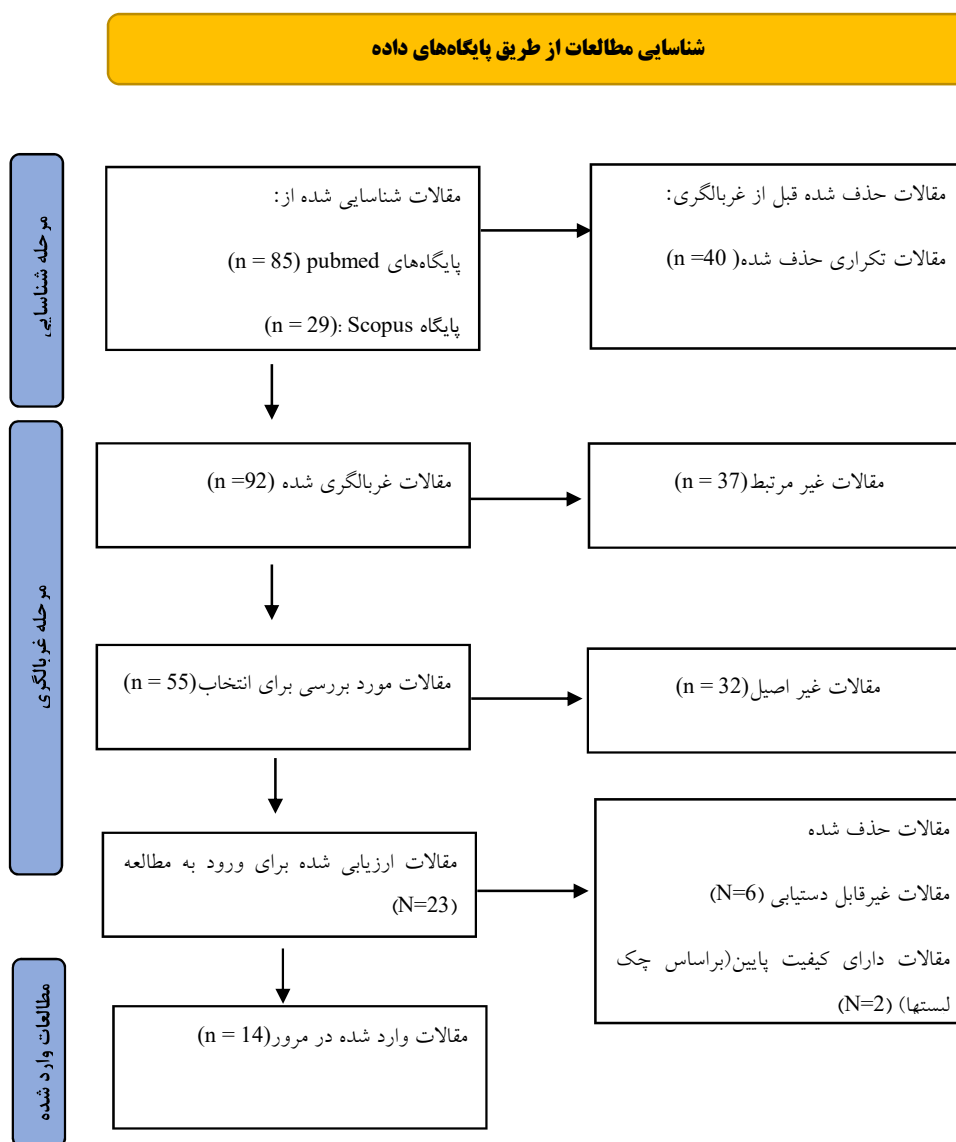 شناسایی مطالعات از طریق پایگاه‌های داده
مرحله شناسایی
مقالات شناسایی شده از:
پایگاه‌های pubmed (n = 85)
پایگاه Scopus :(n = 29)
مقالات حذف شده قبل از غربالگری:
مقالات تکراری حذف شده( n =40)
مرحله غربالگری
مقالات غربالگری شده (n =92)
مقالات غیر مرتبط(n = 37)
مقالات مورد بررسی برای انتخاب(n = 55)
مقالات غیر اصیل(n = 32)
مقالات ارزیابی شده برای ورود به مطالعه
(N=23)
مقالات حذف شده
مقالات غیرقابل دستیابی (N=6)
مقالات دارای کیفیت پایین(براساس چک
لیستها) (N=2)
مطالعات وارد شده
مقالات وارد شده در مرور(n = 14)